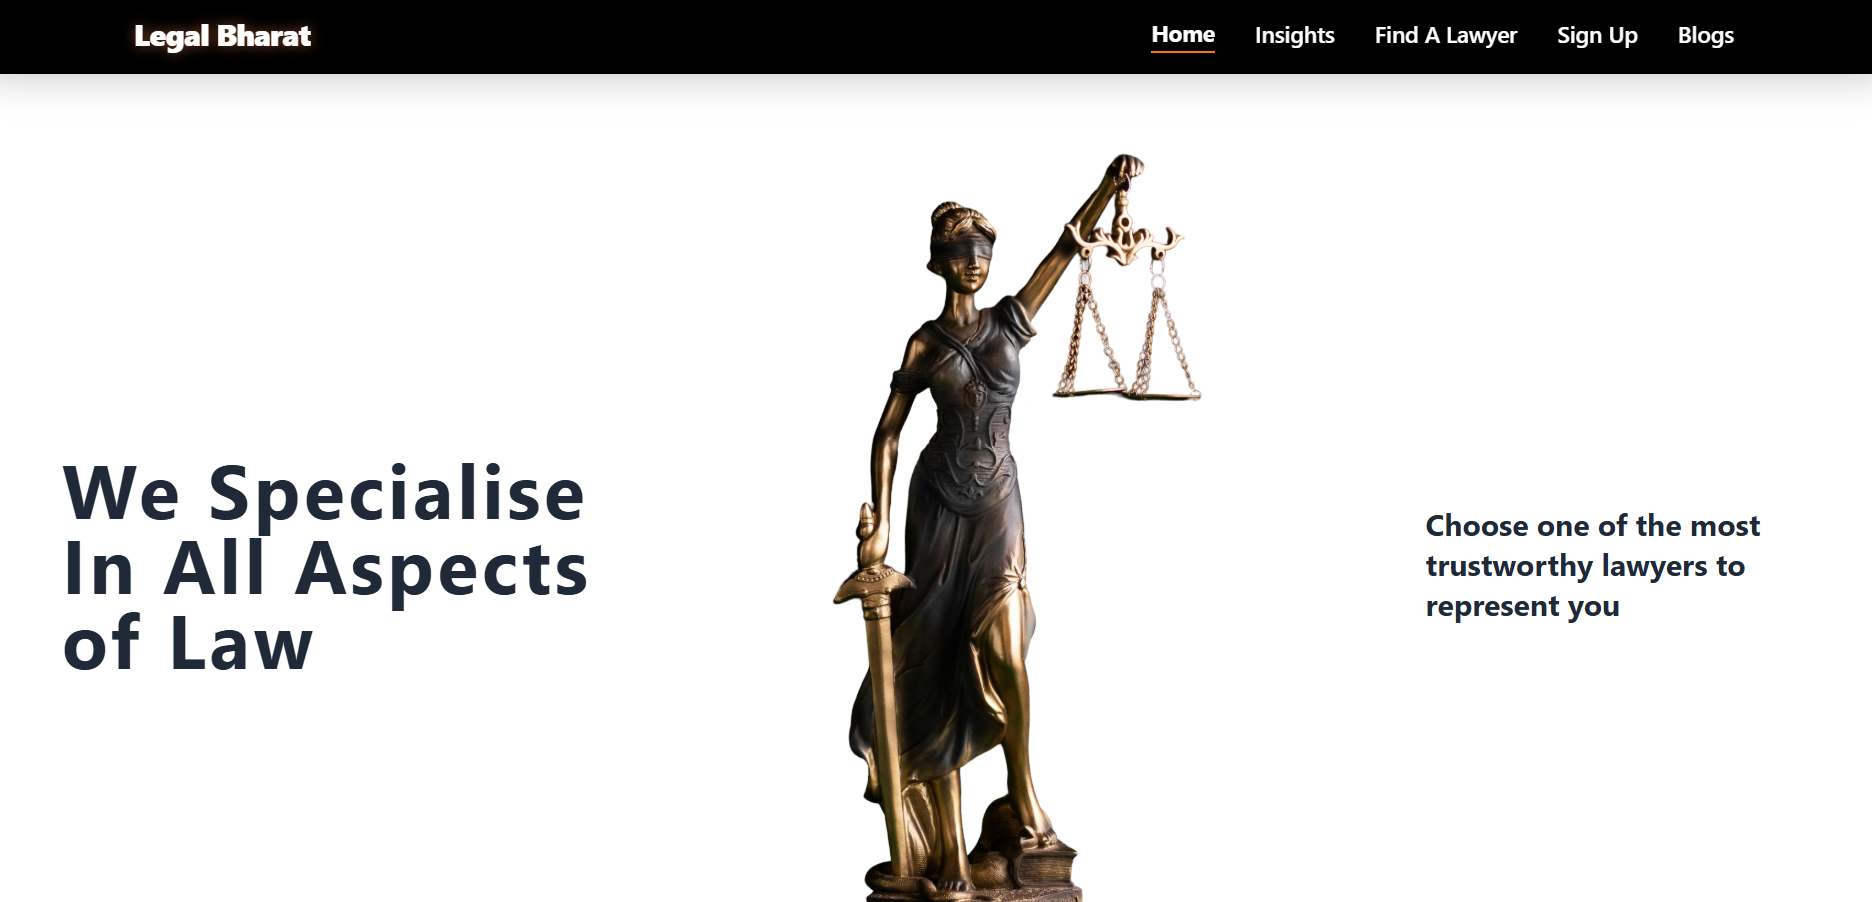 Legal Bharat
Home Insights Find A Lawyer Sign Up Blogs
We Specialise
In All Aspects
of Law
Choose one of the most
trustworthy lawyers to
represent you